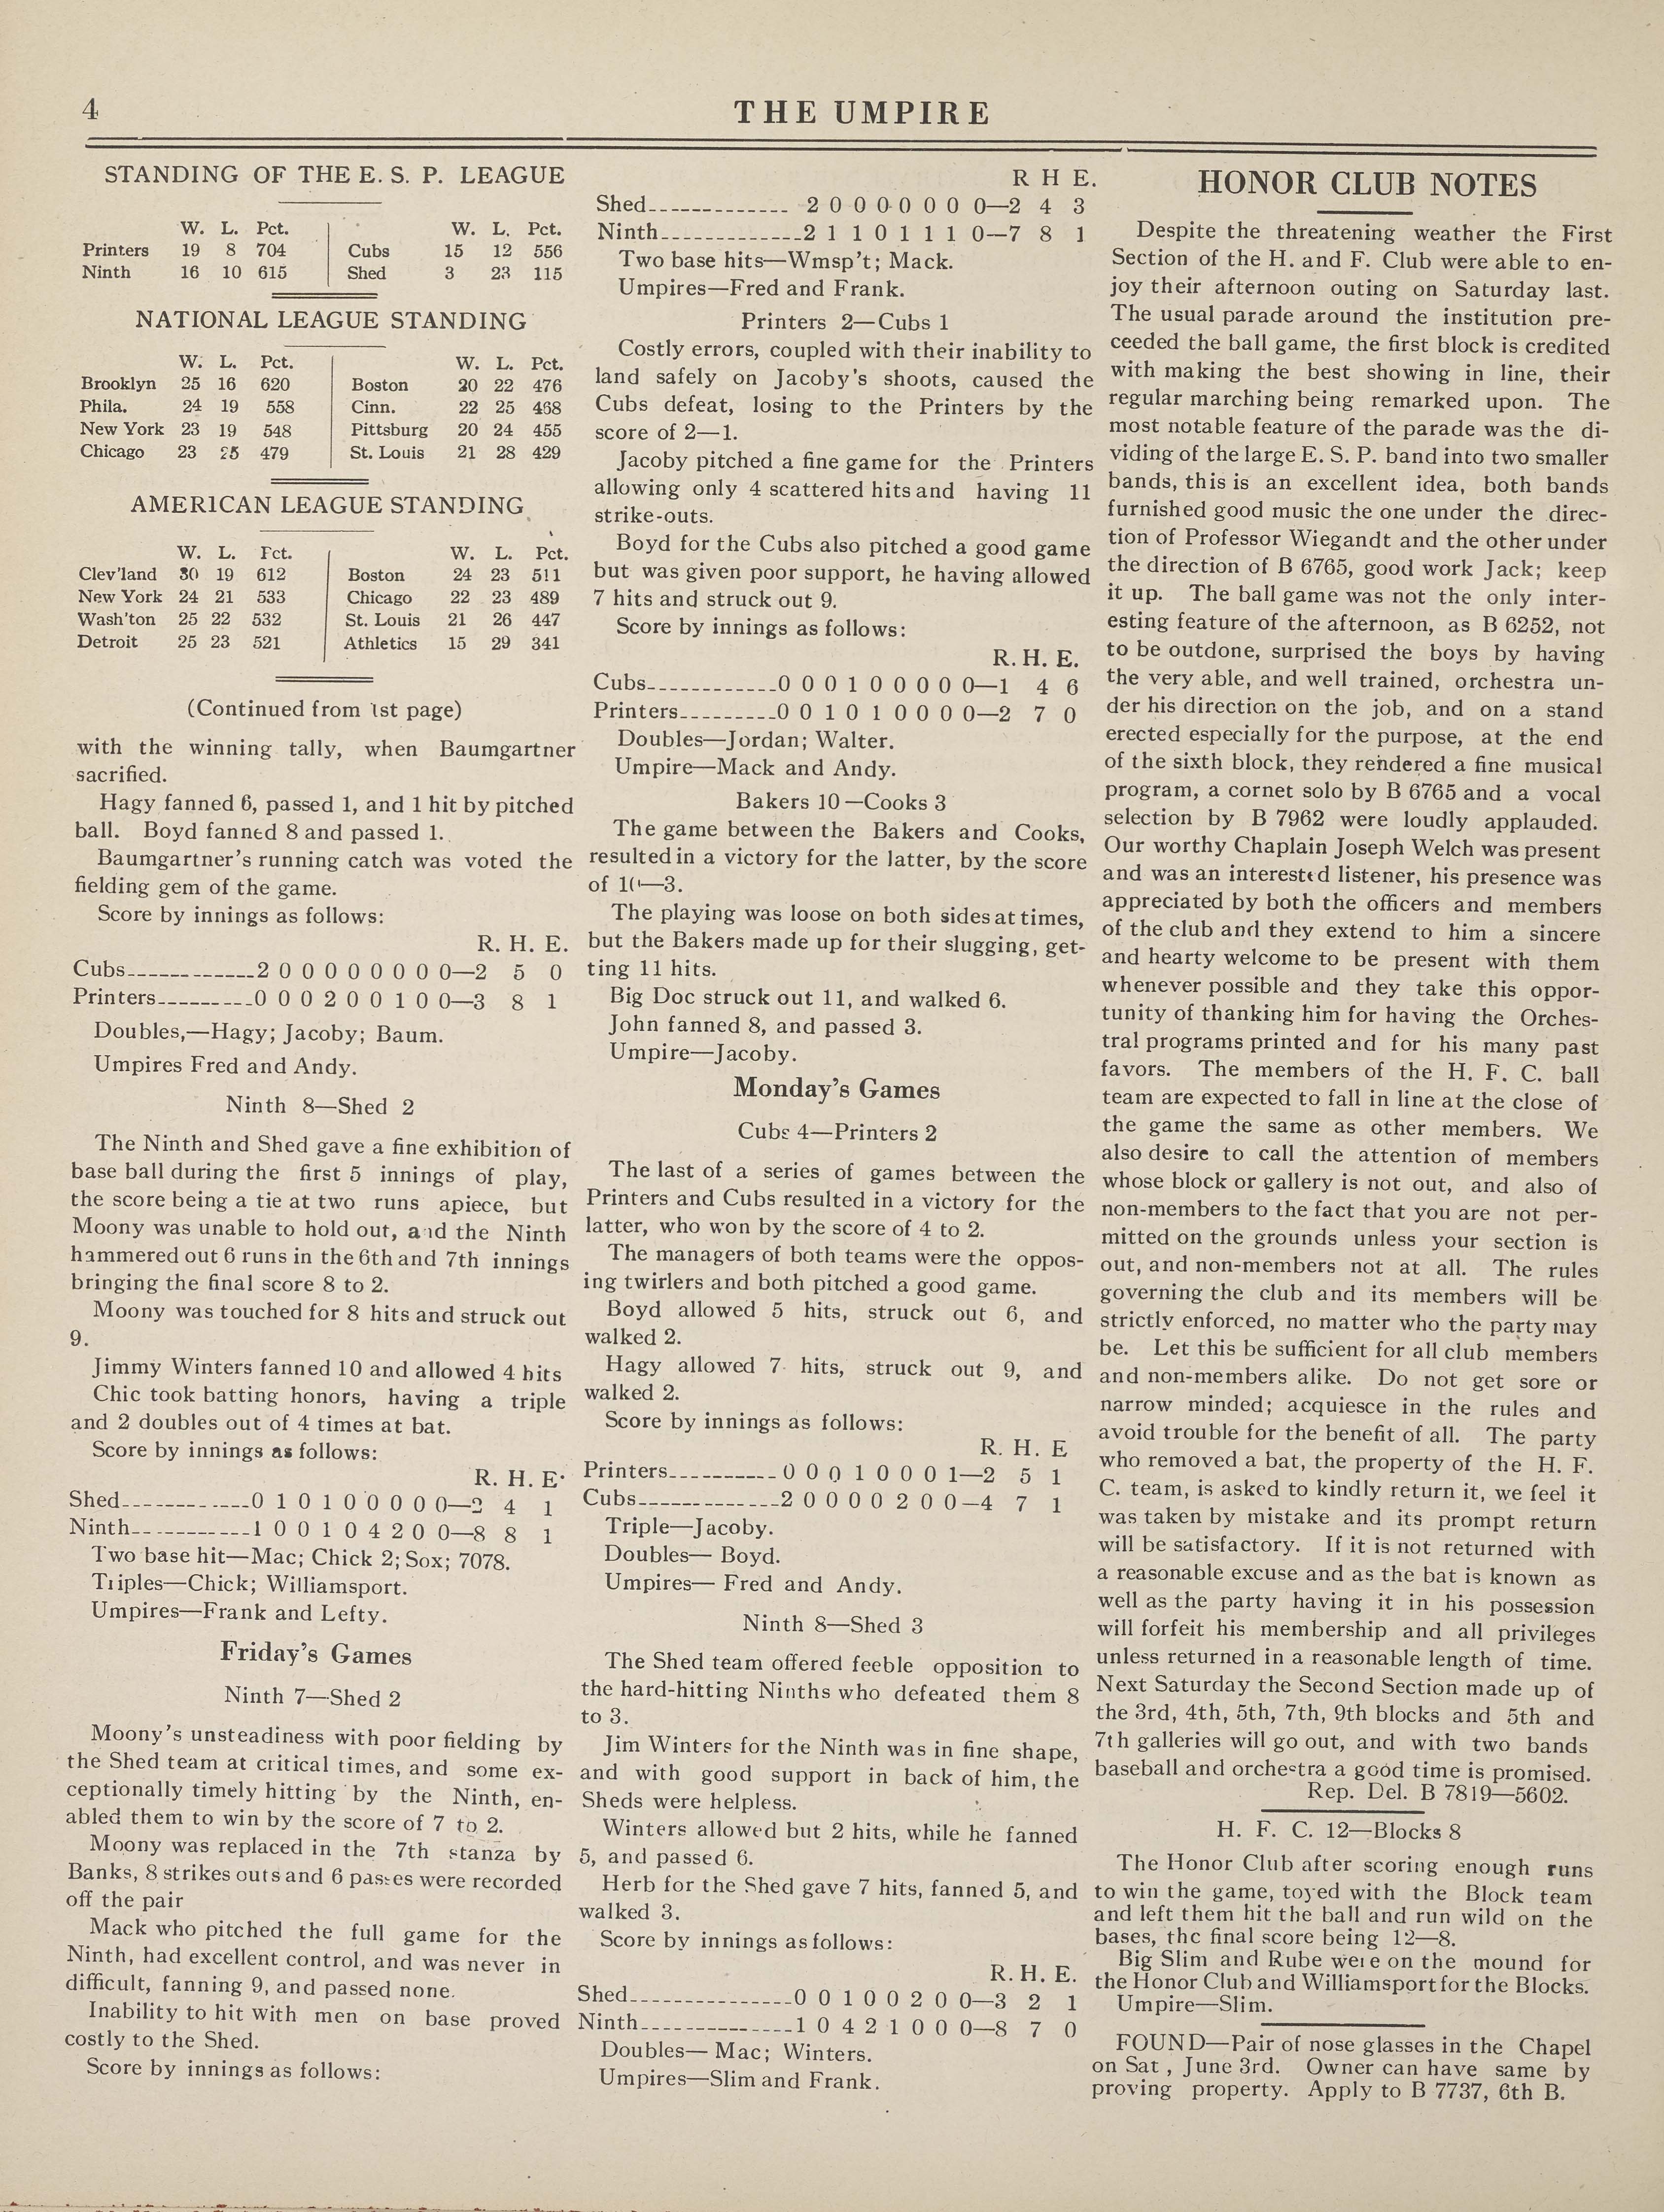 4
THE UMPIRE
STANDING OF THE E. S. P. LEAGUE
W. L. Pct. W. L. Pct.
Printers 19 8 704 Cubs 15 12 556
Ninth 16 10 615 Shed 3 23 115
NATIONAL LEAGUE STANDING
W. L. Pct. W. L. Pct.
Brooklyn 25 16 620 Boston 20 22 476
Phila. 24 19 558 Cinn. 22 25 468
New York 23 19 548 Pittsburg 20 24 455
Chicago 23 25 479 St. Louis 21 28 429
AMERICAN LEAGUE STANDING
W. L. Pct. W. L. Pct.
Clev'land 30 19 612 Boston 24 23 511
New York 24 21 533 Chicago 22 23 489
Wash'ton 25 22 532 St. Louis 21 26 447
Detroit 25 23 521 Athletics 15 29 341
(Continued from 1st page)
with the winning tally, when Baumgartner
sacrified.
Hagy fanned 6, passed 1, and 1 hit by pitched
ball. Boyd fanned 8 and passed 1.
Baumgartner's running catch was voted the
fielding gem of the game.
Score by innings as follows:
R. H. E.
Cubs------------2 0 0 0 0 0 0 0 0—2 5 0
Printers---------0 0 0 2 0 0 1 0 0—3 8 1
Doubles,—Hagy; Jacoby; Baum.
Umpires Fred and Andy.
Ninth 8—Shed 2
The Ninth and Shed gave a fine exhibition of
base ball during the first 5 innings of play,
the score being a tie at two runs apiece, but
Moony was unable to hold out, and the Ninth
hammered out 6 runs in the 6th and 7th innings
bringing the final score 8 to 2.
Moony was touched for 8 hits and struck out
9.
Jimmy Winters fanned 10 and allowed 4 hits
Chic took batting honors, having a triple
and 2 doubles out of 4 times at bat.
Score by innings as follows:
R. H. E.
Shed------------0 1 0 1 0 0 0 0 0—2 4 1
Ninth-----------1 0 0 1 0 4 2 0 0—8 8 1
Two base hit—Mac; Chick 2; Sox; 7078.
Triples—Chick; Williamsport.
Umpires—Frank and Lefty.
Friday's Games
Ninth 7—Shed 2
Moony's unsteadiness with poor fielding by
the Shed team at critical times, and some ex-
ceptionally timely hitting by the Ninth, en-
abled them to win by the score of 7 to 2.
Moony was replaced in the 7th stanza by
Banks, 8 strikes outs and 6 passes were recorded
off the pair
Mack who pitched the full game for the
Ninth, had excellent control, and was never in
difficult, fanning 9, and passed none.
Inability to hit with men on base proved
costly to the Shed.
Score by innings as follows:
R H E.
Shed------------- 2 0 0 0 0 0 0 0—2 4 3
Ninth-------------2 1 1 0 1 1 1 0—7 8 1
Two base hits—Wmsp't; Mack.
Umpires—Fred and Frank.
Printers 2—Cubs 1
Costly errors, coupled with their inability to
land safely on Jacoby's shoots, caused the
Cubs defeat, losing to the Printers by the
score of 2—1.
Jacoby pitched a fine game for the Printers
allowing only 4 scattered hits and having 11
strike-outs.
Boyd for the Cubs also pitched a good game
but was given poor support, he having allowed
7 hits and struck out 9.
Score by innings as follows:
R. H. E.
Cubs------------0 0 0 1 0 0 0 0 0—1 4 6
Printers---------0 0 1 0 1 0 0 0 0—2 7 0
Doubles—Jordan; Walter.
Umpire—Mack and Andy.
Bakers 10—Cooks 3
The game between the Bakers and Cooks,
resulted in a victory for the latter, by the score
of 10—3.
The playing was loose on both sides at times,
but the Bakers made up for their slugging, get-
ting 11 hits.
Big Doc struck out 11, and walked 6.
John fanned 8, and passed 3.
Umpire—Jacoby.
Monday's Games
Cubs 4—Printers 2
The last of a series of games between the
Printers and Cubs resulted in a victory for the
latter, who won by the score of 4 to 2.
The managers of both teams were the oppos-
ing twirlers and both pitched a good game.
Boyd allowed 5 hits, struck out 6, and
walked 2.
Hagy allowed 7 hits, struck out 9, and
walked 2.
Score by innings as follows:
R. H. E
Printers---------- 0 0 0 1 0 0 0 1—2 5 1
Cubs-------------2 0 0 0 0 2 0 0—4 7 1
Triple—Jacoby.
Doubles— Boyd.
Umpires— Fred and Andy.
Ninth 8—Shed 3
The Shed team offered feeble opposition to
the hard-hitting Ninths who defeated them 8
to 3.
Jim Winters for the Ninth was in fine shape,
and with good support in back of him, the
Sheds were helpless.
Winters allowed but 2 hits, while he fanned
5, and passed 6.
Herb for the Shed gave 7 hits, fanned 5, and
walked 3.
Score by innings as follows:
R. H. E.
Shed---------------0 0 1 0 0 2 0 0—3 2 1
Ninth--------------1 0 4 2 1 0 0 0—8 7 0
Doubles— Mac; Winters.
Umpires—Slim and Frank.
HONOR CLUB NOTES
Despite the threatening weather the First
Section of the H. and F. Club were able to en-
joy their afternoon outing on Saturday last.
The usual parade around the institution pre-
ceeded the ball game, the first block is credited
with making the best showing in line, their
regular marching being remarked upon. The
most notable feature of the parade was the di-
viding of the large E. S. P. band into two smaller
bands, this is an excellent idea, both bands
furnished good music the one under the direc-
tion of Professor Wiegandt and the other under
the direction of B 6765, good work Jack; keep
it up. The ball game was not the only inter-
esting feature of the afternoon, as B 6252, not
to be outdone, surprised the boys by having
the very able, and well trained, orchestra un-
der his direction on the job, and on a stand
erected especially for the purpose, at the end
of the sixth block, they rendered a fine musical
program, a cornet solo by B 6765 and a vocal
selection by B 7962 were loudly applauded.
Our worthy Chaplain Joseph Welch was present
and was an interested listener, his presence was
appreciated by both the officers and members
of the club and they extend to him a sincere
and hearty welcome to be present with them
whenever possible and they take this oppor-
tunity of thanking him for having the Orches-
tral programs printed and for his many past
favors. The members of the H. F. C. ball
team are expected to fall in line at the close of
the game the same as other members. We
also desire to call the attention of members
whose block or gallery is not out, and also of
non-members to the fact that you are not per-
mitted on the grounds unless your section is
out, and non-members not at all. The rules
governing the club and its members will be
strictly enforced, no matter who the party may
be. Let this be sufficient for all club members
and non-members alike. Do not get sore or
narrow minded; acquiesce in the rules and
avoid trouble for the benefit of all. The party
who removed a bat, the property of the H. F.
C. team, is asked to kindly return it, we feel it
was taken by mistake and its prompt return
will be satisfactory. If it is not returned with
a reasonable excuse and as the bat is known as
well as the party having it in his possession
will forfeit his membership and all privileges
unless returned in a reasonable length of time.
Next Saturday the Second Section made up of
the 3rd, 4th, 5th, 7th, 9th blocks and 5th and
7th galleries will go out, and with two bands
baseball and orchestra a good time is promised.
Rep. Del. B 7819—5602.
H. F. C. 12—Blocks 8
The Honor Club after scoring enough runs
to win the game, toyed with the Block team
and left them hit the ball and run wild on the
bases, the final score being 12—8.
Big Slim and Rube were on the mound for
the Honor Club and Williamsport for the Blocks.
Umpire—Slim.
FOUND—Pair of nose glasses in the Chapel
on Sat , June 3rd. Owner can have same by
proving property. Apply to B 7737, 6th B.